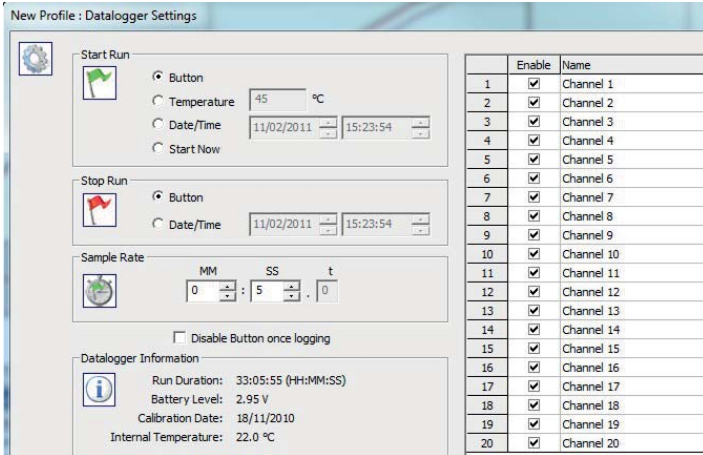 New Profile : Datalogger Settings
Start Run
Button
Temperature 45 ºC
Date/Time 11/02/2011 15:23:54
Start Now
Stop Run
Button
Date/Time 11/02/2011 15:23:54
Sample Rate
MM SS t
0 : 5 . 0
Disable Button once logging
Datalogger Information
Run Duration: 33:05:55 (HH:MM:SS)
Battery Level: 2.95 V
Calibration Date: 18/11/2010
Internal Temperature: 22.0 ºC
Enable Name
1 Channel 1
2 Channel 2
3 Channel 3
4 Channel 4
5 Channel 5
6 Channel 6
7 Channel 7
8 Channel 8
9 Channel 9
10 Channel 10
11 Channel 11
12 Channel 12
13 Channel 13
14 Channel 14
15 Channel 15
16 Channel 16
17 Channel 17
18 Channel 18
19 Channel 19
20 Channel 20